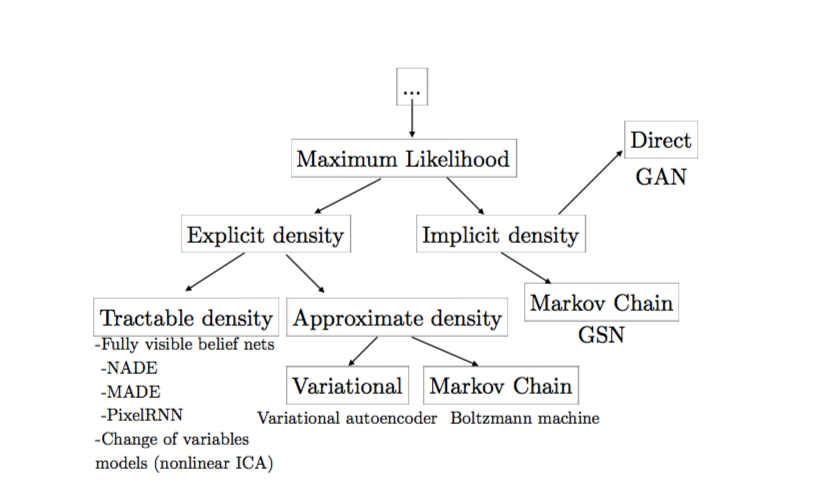 ...
Direct
Maximum Likelihood
GAN
Explicit density
Implicit density
Markov Chain
GSN
Tractable density
Approximate density
-Fully visible belief nets
-NADE
-MADE
-PixelRNN
-Change of variables
models (nonlinear ICA)
Variational
Markov Chain
Variational autoencoder
Boltzmann machine